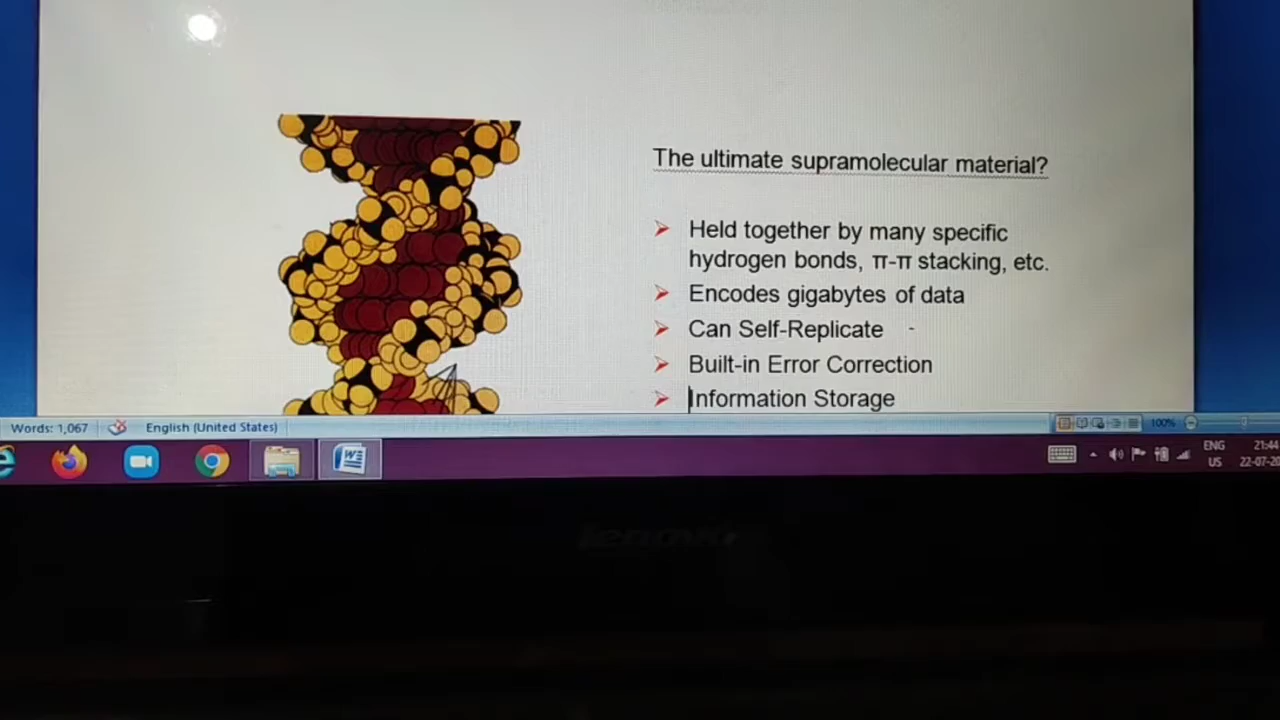 The ultimate supramolecular material?
Held together by many specific
hydrogen bonds, π-π stacking, etc.
Encodes gigabytes of data
Can Self-Replicate
Built-in Error Correction
Information Storage
Words: 1,067
English (United States)
100%
ENG
US
21:44
22-07-20
lenovo